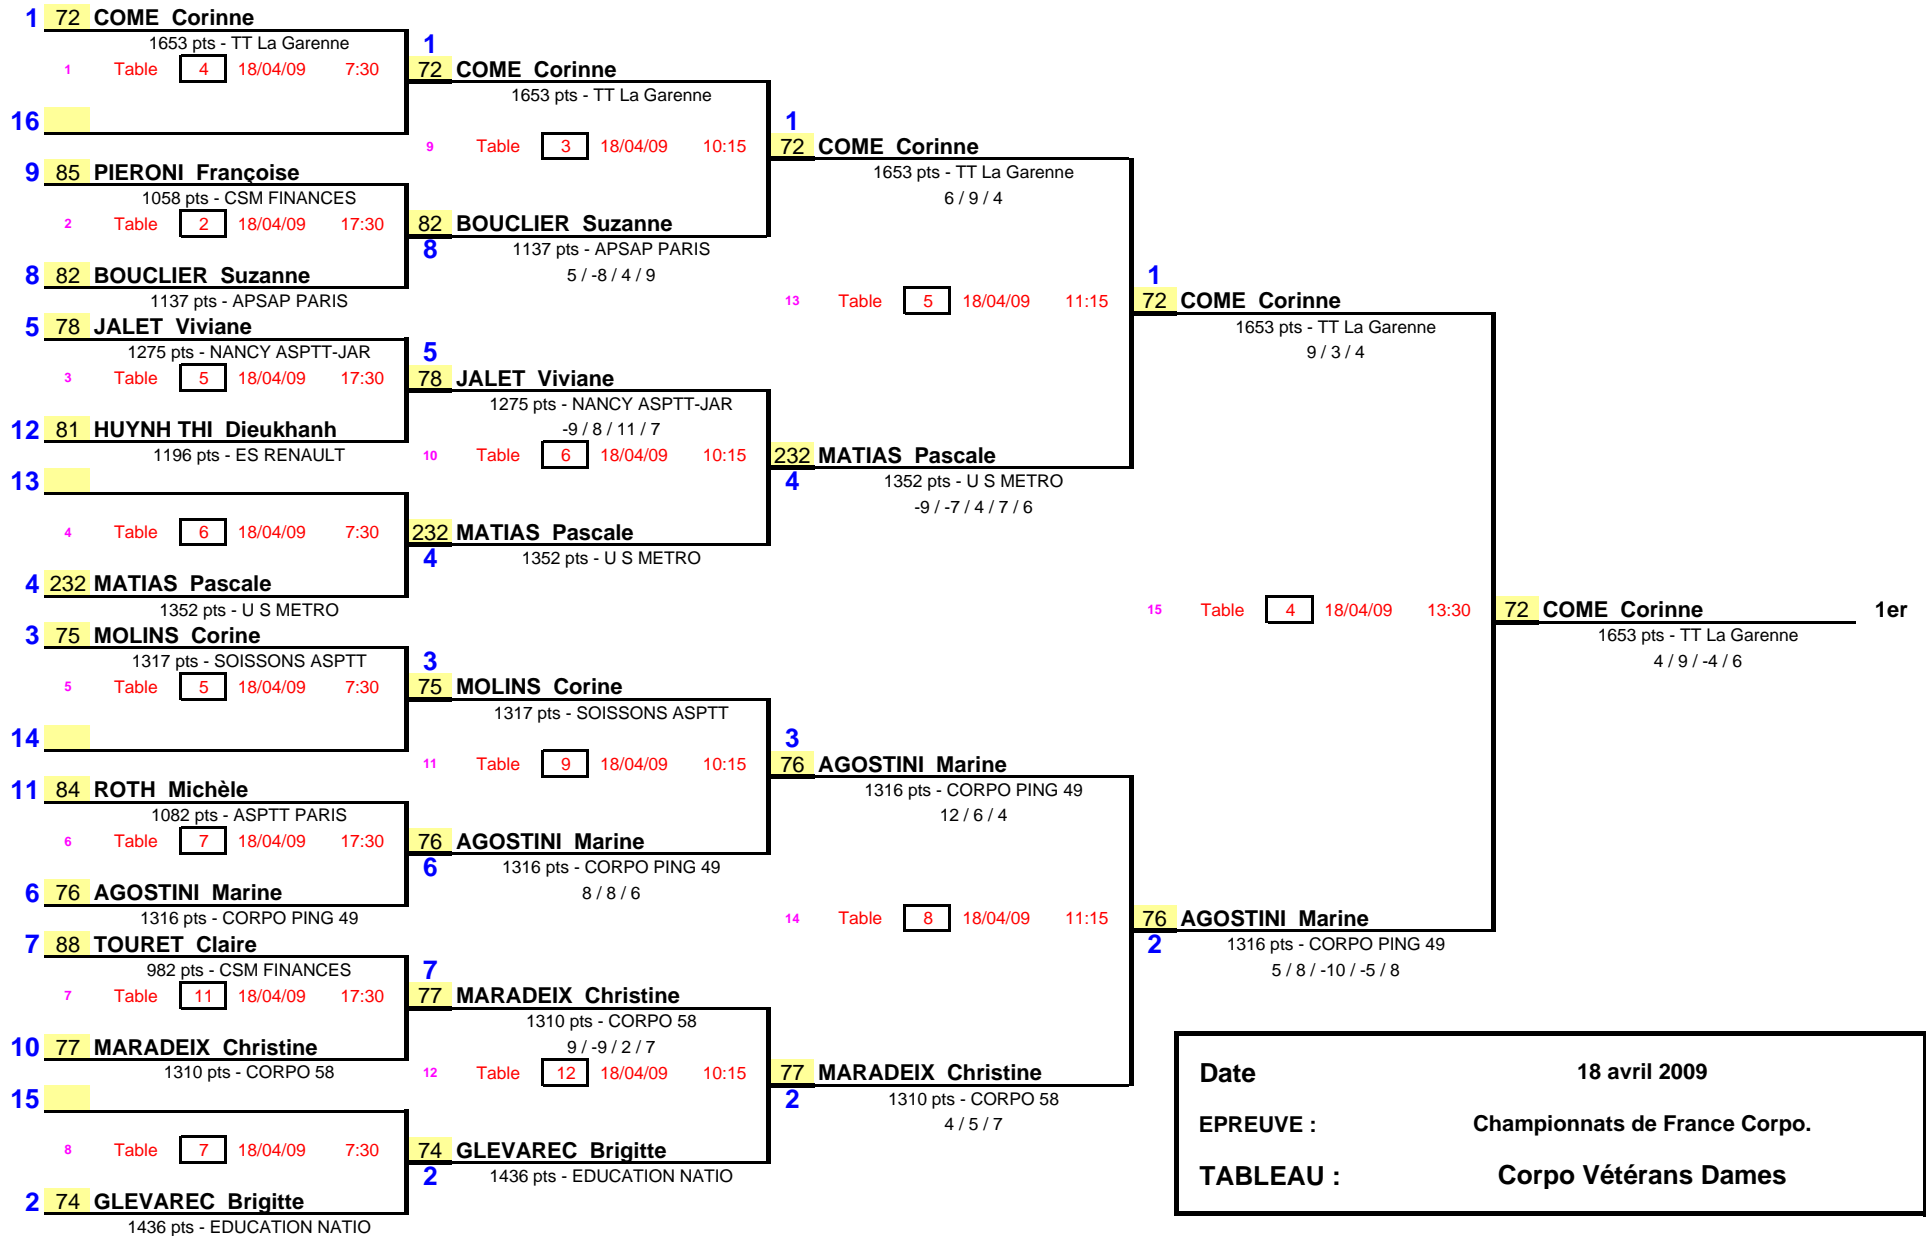 1 72 COME Corinne
1653 pts - TT La Garenne
1 Table 4 18/04/09 7:30
16
9 85 PIERONI Françoise
1058 pts - CSM FINANCES
2 Table 2 18/04/09 17:30
8 82 BOUCLIER Suzanne
1137 pts - APSAP PARIS
5 78 JALET Viviane
1275 pts - NANCY ASPTT-JAR
3 Table 5 18/04/09 17:30
12 81 HUYNH THI Dieukhanh
1196 pts - ES RENAULT
13
4 Table 6 18/04/09 7:30
4 232 MATIAS Pascale
1352 pts - U S METRO
3 75 MOLINS Corine
1317 pts - SOISSONS ASPTT
5 Table 5 18/04/09 7:30
14
11 84 ROTH Michèle
1082 pts - ASPTT PARIS
6 Table 7 18/04/09 17:30
6 76 AGOSTINI Marine
1316 pts - CORPO PING 49
7 88 TOURET Claire
982 pts - CSM FINANCES
7 Table 11 18/04/09 17:30
10 77 MARADEIX Christine
1310 pts - CORPO 58
15
8 Table 7 18/04/09 7:30
2 74 GLEVAREC Brigitte
1436 pts - EDUCATION NATIO
1
72 COME Corinne
1653 pts - TT La Garenne
9 Table 3 18/04/09 10:15
82 BOUCLIER Suzanne
8
1137 pts - APSAP PARIS
5 / -8 / 4 / 9
5
78 JALET Viviane
1275 pts - NANCY ASPTT-JAR
-9 / 8 / 11 / 7
10 Table 6 18/04/09 10:15
232 MATIAS Pascale
4
1352 pts - U S METRO
3
75 MOLINS Corine
1317 pts - SOISSONS ASPTT
11 Table 9 18/04/09 10:15
76 AGOSTINI Marine
6
1316 pts - CORPO PING 49
8 / 8 / 6
7
77 MARADEIX Christine
1310 pts - CORPO 58
9 / -9 / 2 / 7
12 Table 12 18/04/09 10:15
74 GLEVAREC Brigitte
2
1436 pts - EDUCATION NATIO
1
72 COME Corinne
1653 pts - TT La Garenne
6 / 9 / 4
13 Table 5 18/04/09 11:15
232 MATIAS Pascale
4
1352 pts - U S METRO
-9 / -7 / 4 / 7 / 6
3
76 AGOSTINI Marine
1316 pts - CORPO PING 49
12 / 6 / 4
14 Table 8 18/04/09 11:15
77 MARADEIX Christine
2
1310 pts - CORPO 58
4 / 5 / 7
1
72 COME Corinne
1653 pts - TT La Garenne
9 / 3 / 4
15 Table 4 18/04/09 13:30
76 AGOSTINI Marine
2
1316 pts - CORPO PING 49
5 / 8 / -10 / -5 / 8
72 COME Corinne 1er
1653 pts - TT La Garenne
4 / 9 / -4 / 6
Date 18 avril 2009
EPREUVE : Championnats de France Corpo.
TABLEAU : Corpo Vétérans Dames